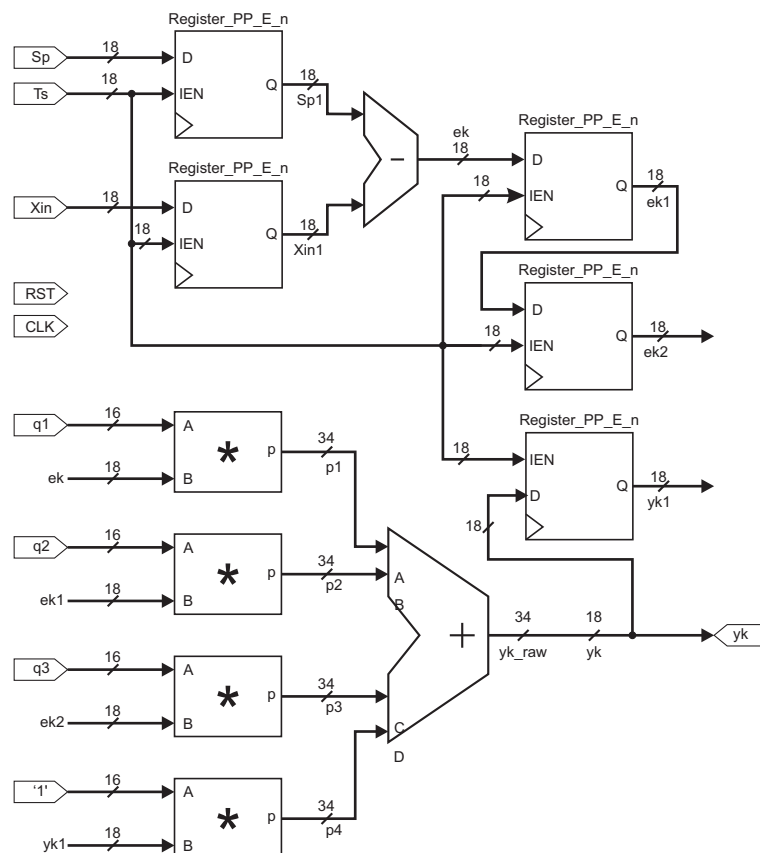 Register_PP_E_n
Sp
18
D
Ts
18
IEN
Q
18
Sp1
Register_PP_E_n
Xin
18
D
18
IEN
Q
18
Xin1
RST
CLK
-
ek
18
Register_PP_E_n
D
18
IEN
Q
18
ek1
Register_PP_E_n
D
18
IEN
Q
18
ek2
Register_PP_E_n
18
IEN
D
18
Q
18
yk1
q1
16
A
ek
18
B
*
p
34
p1
q2
16
A
ek1
18
B
*
p
34
p2
q3
16
A
ek2
18
B
*
p
34
p3
‘1'
16
A
yk1
18
B
*
p
34
p4
A
B
C
D
+
34
yk_raw
18
yk
yk